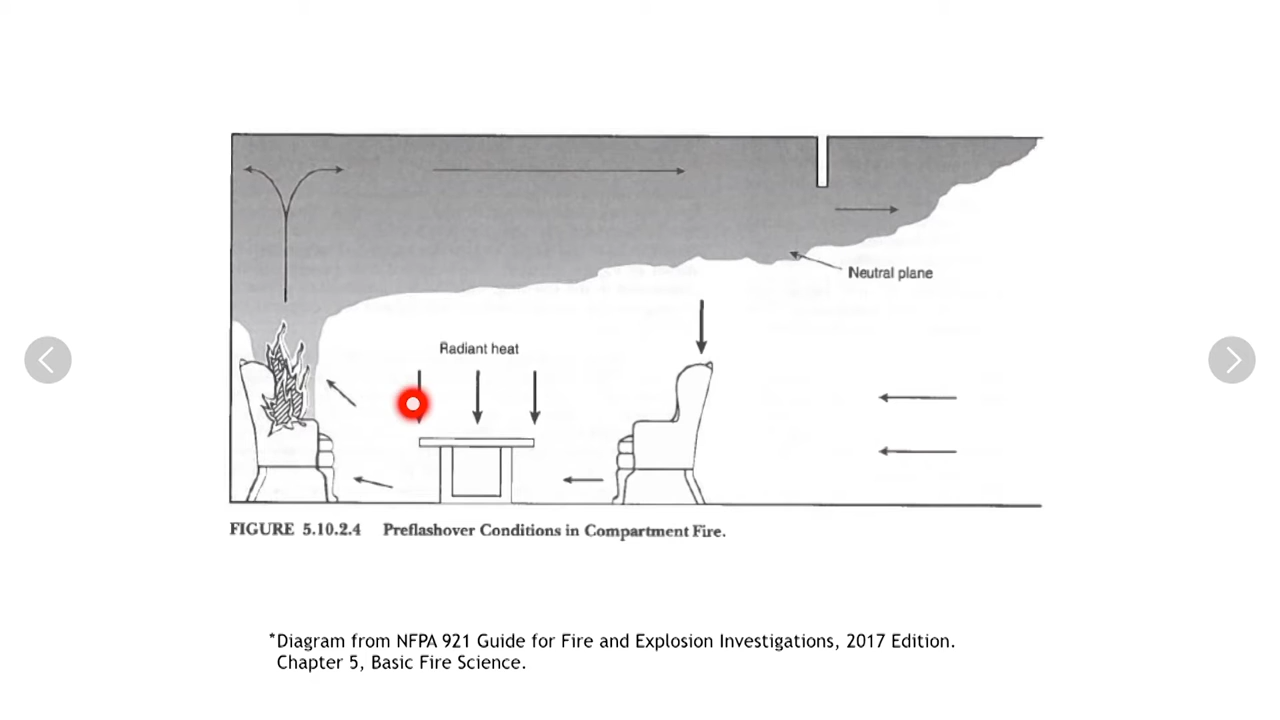 Neutral plane
Radiant heat
FIGURE 5.10.2.4 Preflashover Conditions in Compartment Fire.
*Diagram from NFPA 921 Guide for Fire and Explosion Investigations, 2017 Edition.
Chapter 5, Basic Fire Science.